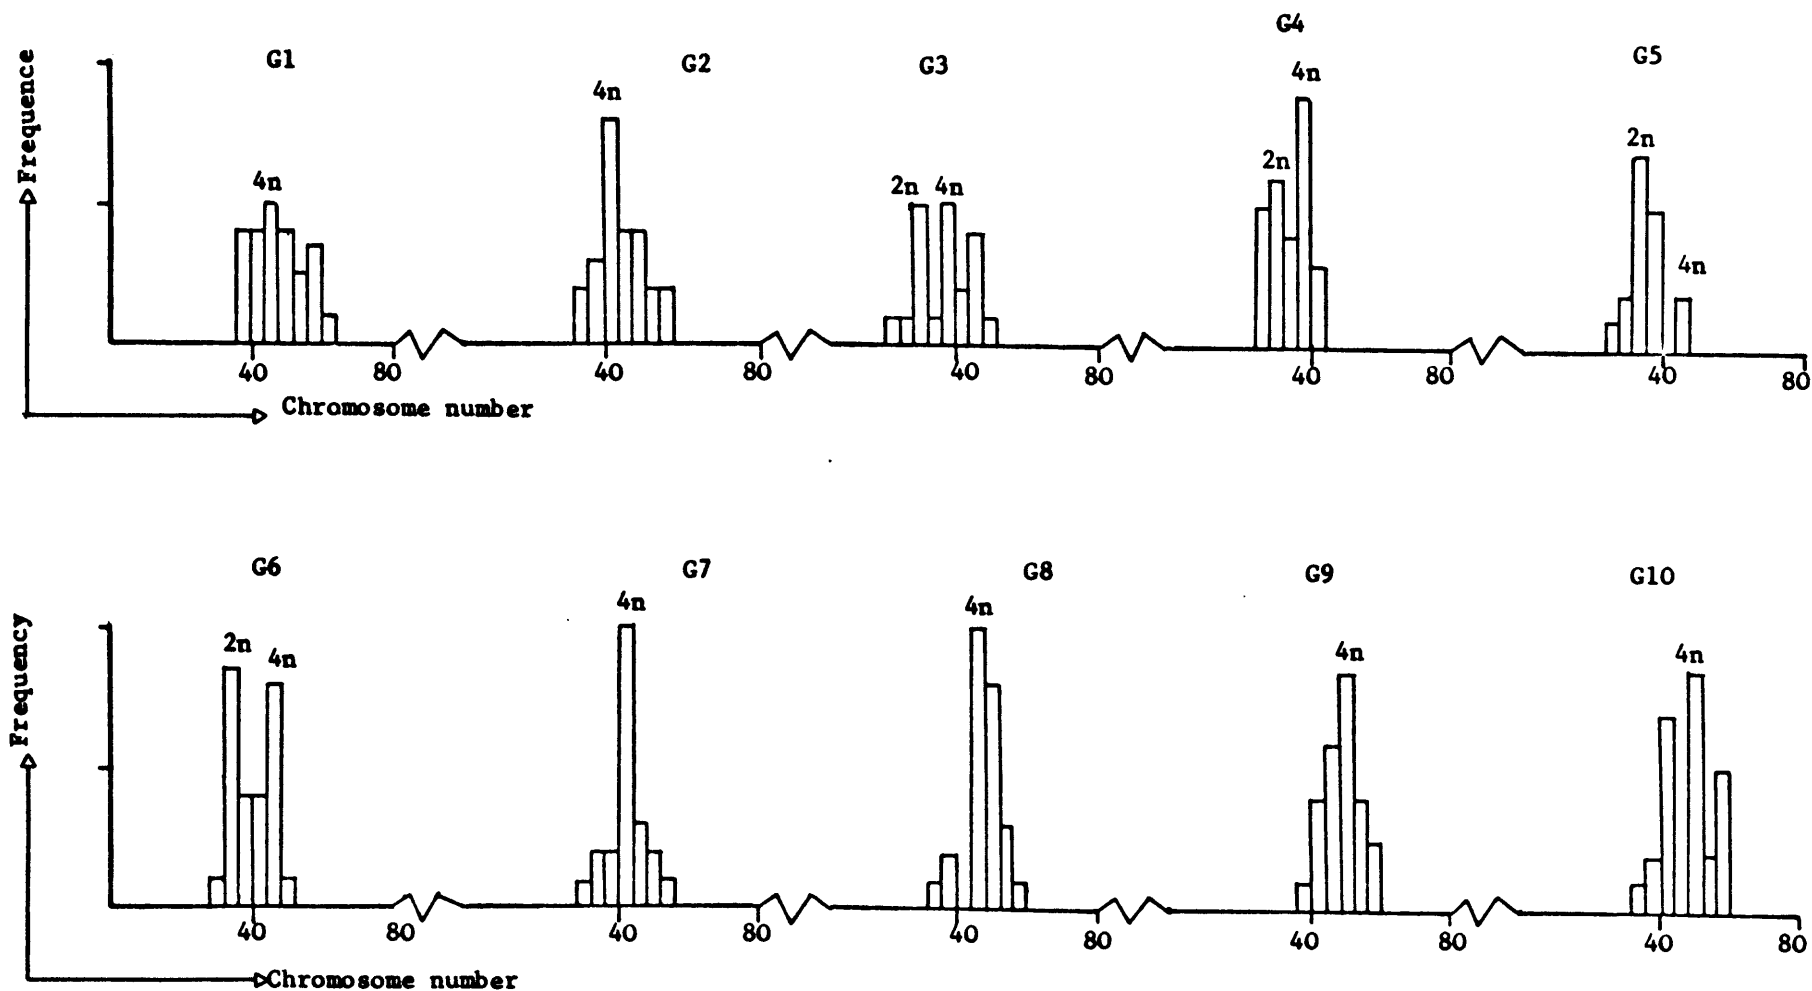 G1 G2 G3 G4 G5
4n 4n 2n 4n 2n 4n 2n 4n
Frequence
40 80 40 80 40 80 40 80 40 80
Chromosome number
G6 G7 G8 G9 G10
2n 4n 4n 4n 4n 4n
Frequency
40 80 40 80 40 80 40 80 40 80
Chromosome number